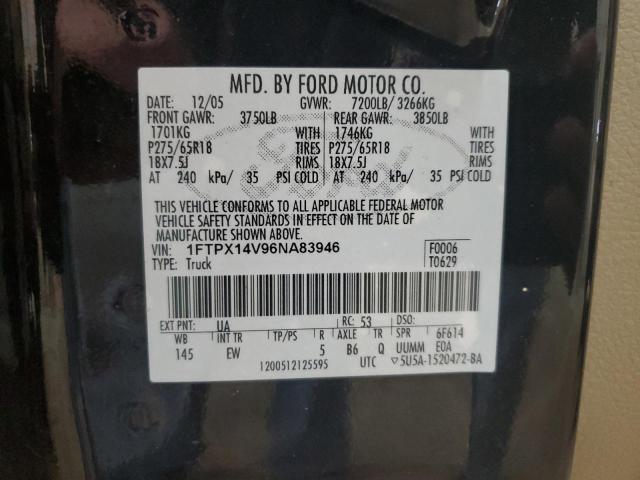 MFD. BY FORD MOTOR CO.
DATE: 12/05 GVWR: 7200LB/ 3266KG
FRONT GAWR: 3750LB REAR GAWR: 3850LB
1701KG WITH 1746KG WITH
P275/65R18 TIRES P275/65R18 TIRES
18X7.5J RIMS 18X7.5J RIMS
AT 240 kPa/ 35 PSI COLD AT 240 kPa/ 35 PSI COLD
Ford
THIS VEHICLE CONFORMS TO ALL APPLICABLE FEDERAL MOTOR
VEHICLE SAFETY STANDARDS IN EFFECT ON THE DATE OF
MANUFACTURE SHOWN ABOVE.
VIN: 1FTPX14V96NA83946 F0006
TYPE: Truck T0629
EXT PNT: UA RC: 53 DSO:
WB INT TR TP/PS R AXLE TR SPR 6F614
145 EW 5 B6 Q UUMM E0A
1200512125595 UTC ▽5U5A-1520472-BA